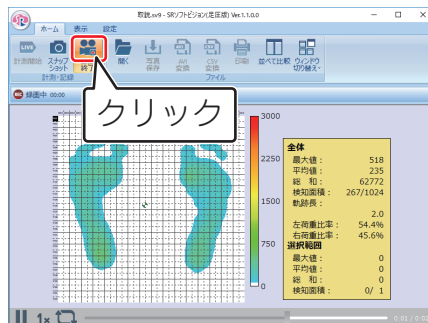 取説.sv9 - SRソフトビジョン(足圧版) Ver.1.1.0.0
ホーム 表示 設定
LIVE
計測開始 スナップショット 終了 開く 写真保存 AVI変換 CSV変換 印刷 並べて比較 ウィンドウ切り替え
計測・記録 ファイル
REC 録画中 00:00
クリック
3000
2250
1500
750
0
全体
最大値： 518
平均値： 235
総 和： 62772
検知面積： 267/1024
軌跡長：
2.0
左荷重比率： 54.4%
右荷重比率： 45.6%
選択範囲
最大値： 0
平均値： 0
総 和： 0
検知面積： 0/ 1
1x
0:01 / 0:02